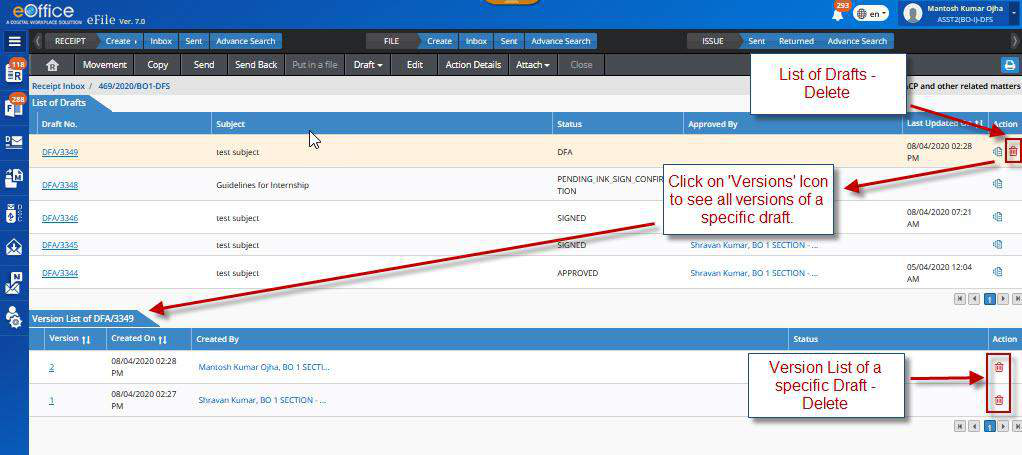 eOffice
A DIGITAL WORKPLACE SOLUTION
eFile Ver. 7.0
293
en
Mantosh Kumar Ojha
ASST2(BO-I)-DFS
RECEIPT Create Inbox Sent Advance Search
FILE Create Inbox Sent Advance Search
ISSUE Sent Returned Advance Search
118
R
Movement Copy Send Send Back Put in a file Draft Edit Action Details Attach Close
288
F
Receipt Inbox / 469/2020/BO1-DFS
ACP and other related matters
List of Drafts -
Delete
List of Drafts
Draft No. Subject Status Approved By Last Updated On Action
DFA/3349 test subject DFA 08/04/2020 02:28
PM
DFA/3348 Guidelines for Internship PENDING_INK_SIGN_CONFIR
TION
DFA/3346 test subject SIGNED 08/04/2020 07:21
AM
DFA/3345 test subject SIGNED Shravan Kumar, BO 1 SECTION - ...
DFA/3344 test subject APPROVED Shravan Kumar, BO 1 SECTION - ... 05/04/2020 12:04
AM
Click on 'Versions' Icon
to see all versions of a
specific draft.
1
Version List of DFA/3349
Version Created On Created By Status Action
2 08/04/2020 02:28
PM
Mantosh Kumar Ojha, BO 1 SECTI...
1 08/04/2020 02:27
PM
Shravan Kumar, BO 1 SECTION - ...
Version List of a
specific Draft -
Delete
1